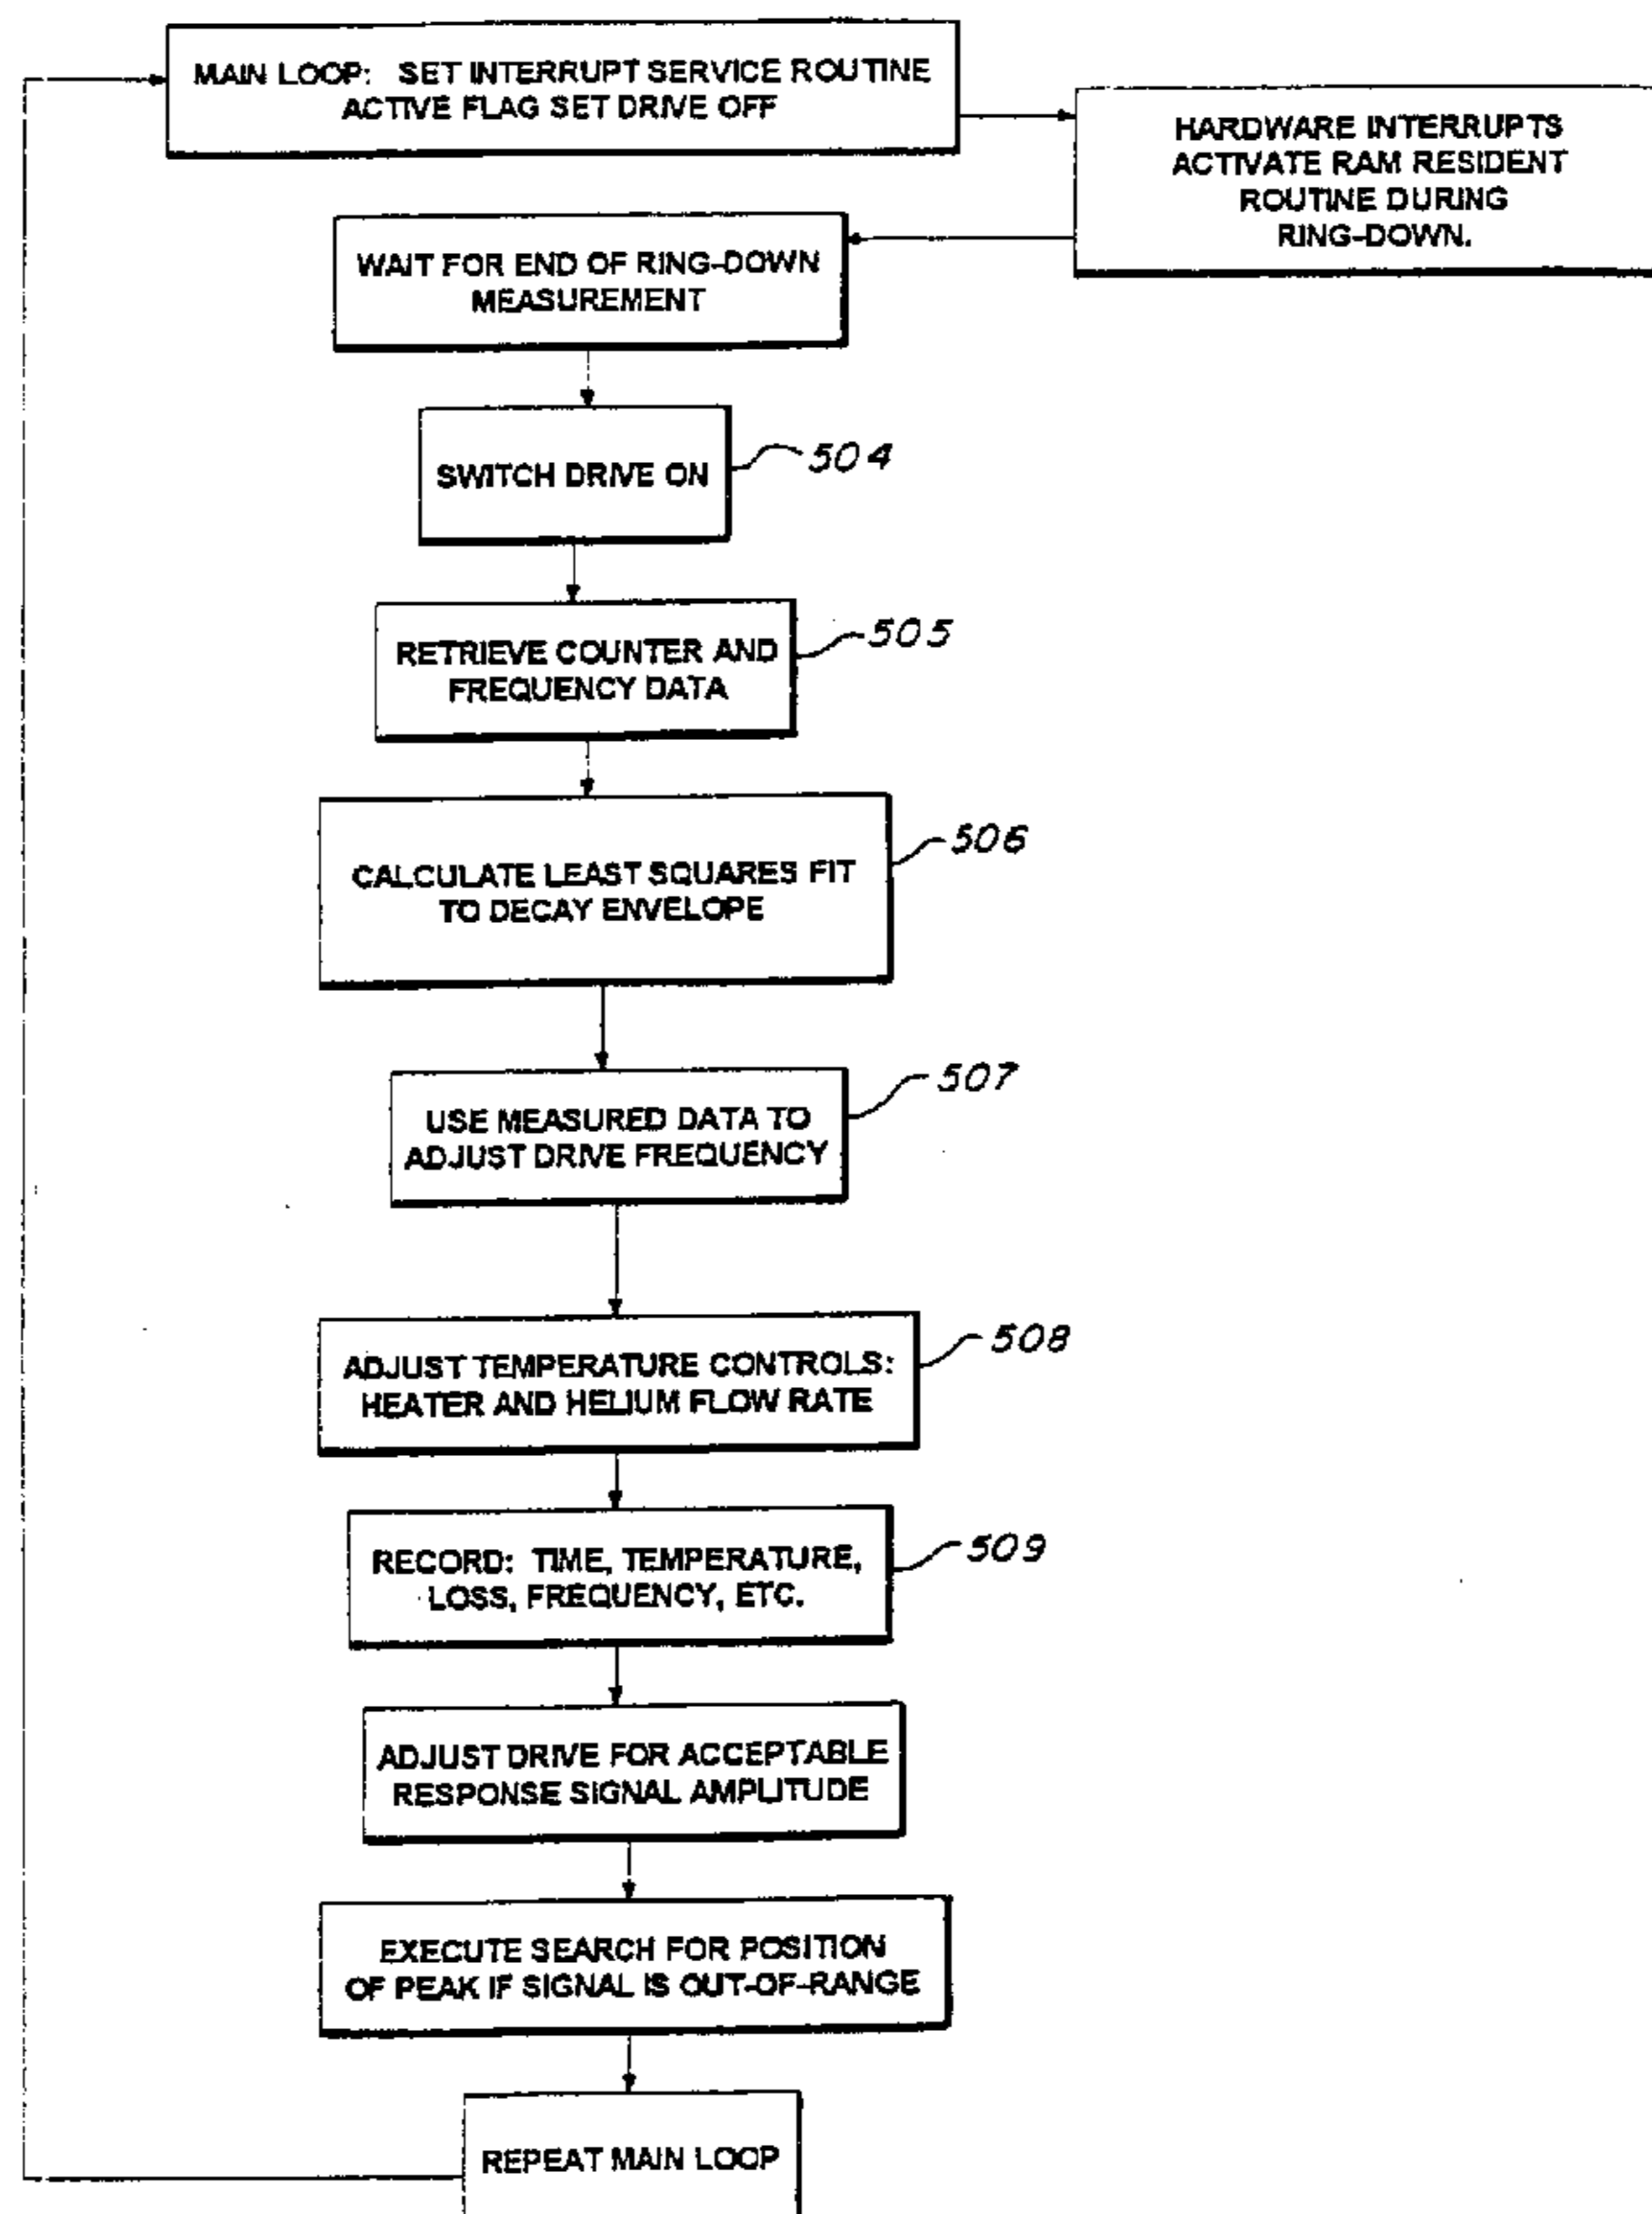 MAIN LOOP: SET INTERRUPT SERVICE ROUTINE
ACTIVE FLAG SET DRIVE OFF
HARDWARE INTERRUPTS
ACTIVATE RAM RESIDENT
ROUTINE DURING
RING-DOWN.
WAIT FOR END OF RING-DOWN
MEASUREMENT
SWITCH DRIVE ON
504
RETRIEVE COUNTER AND
FREQUENCY DATA
505
CALCULATE LEAST SQUARES FIT
TO DECAY ENVELOPE
506
USE MEASURED DATA TO
ADJUST DRIVE FREQUENCY
507
ADJUST TEMPERATURE CONTROLS:
HEATER AND HELIUM FLOW RATE
508
RECORD: TIME, TEMPERATURE,
LOSS, FREQUENCY, ETC.
509
ADJUST DRIVE FOR ACCEPTABLE
RESPONSE SIGNAL AMPLITUDE
EXECUTE SEARCH FOR POSITION
OF PEAK IF SIGNAL IS OUT-OF-RANGE
REPEAT MAIN LOOP